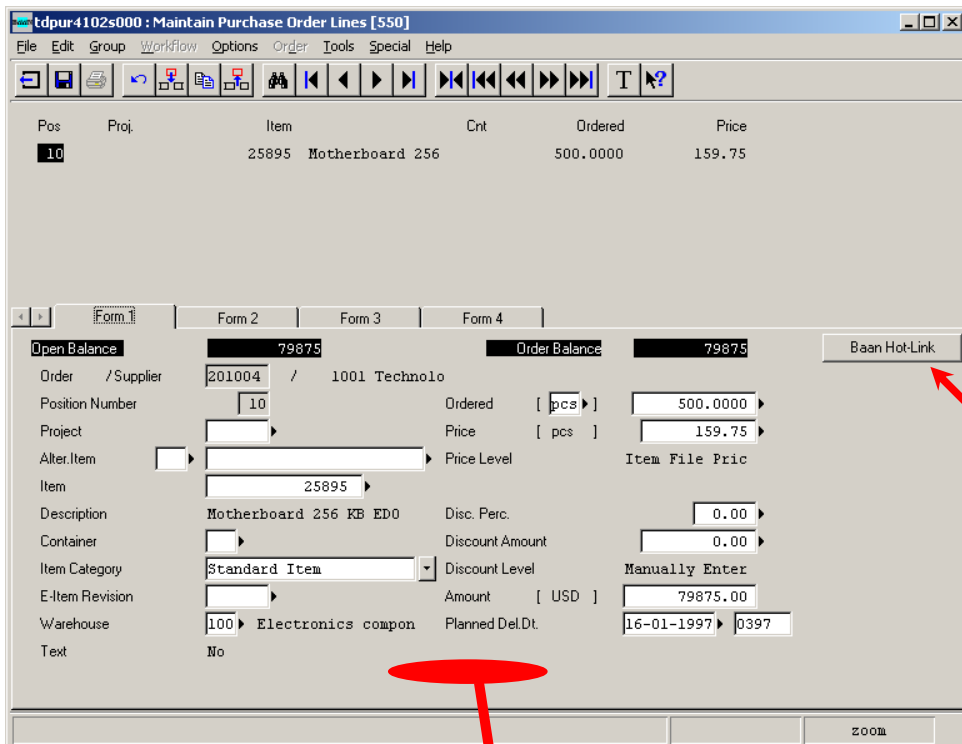 tdpur4102s000 : Maintain Purchase Order Lines [550]
File Edit Group Workflow Options Order Tools Special Help
T ?
Pos Proj. Item Cnt Ordered Price
10 25895 Motherboard 256 500.0000 159.75
Form 1 Form 2 Form 3 Form 4
Open Balance 79875 Order Balance 79875 Baan Hot-Link
Order / Supplier 201004 / 1001 Technolo
Position Number 10 Ordered [ pcs ] 500.0000
Project Price [ pcs ] 159.75
Alter.Item Price Level Item File Pric
Item 25895
Description Motherboard 256 KB EDO Disc. Perc. 0.00
Container Discount Amount 0.00
Item Category Standard Item Discount Level Manually Enter
E-Item Revision Amount [ USD ] 79875.00
Warehouse 100 Electronics compon Planned Del.Dt. 16-01-1997 0397
Text No
zoom